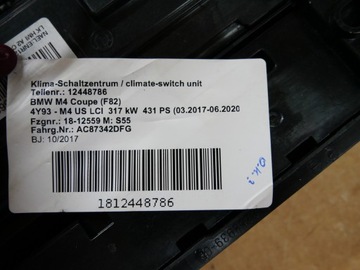 Klima-Schaltzentrum / climate-switch unit
Teilenr.: 12448786
BMW M4 Coupe (F82)
4Y93 - M4 US LCI 317 kW 431 PS (03.2017-06.2020
Fzgnr.: 18-12559 M: S55
Fahrg.Nr.:AC87342DFG
BJ: 10/2017
1812448786
O.K.?